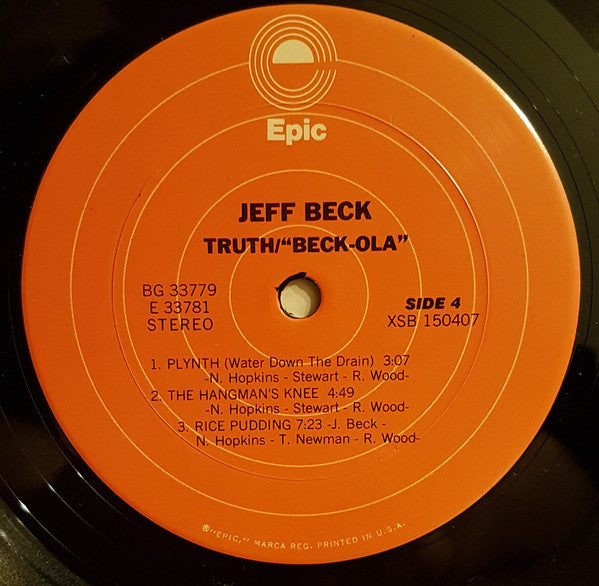 Epic
JEFF BECK
TRUTH/“BECK-OLA”
BG 33779
E 33781
STEREO
SIDE 4
XSB 150407
1. PLYNTH (Water Down The Drain) 3:07
-N. Hopkins - Stewart - R. Wood-
2. THE HANGMAN'S KNEE 4:49
-N. Hopkins - Stewart - R. Wood-
3. RICE PUDDING 7:23 -J. Beck -
N. Hopkins - T. Newman - R. Wood-
®“EPIC,” MARCA REG. PRINTED IN U.S.A.